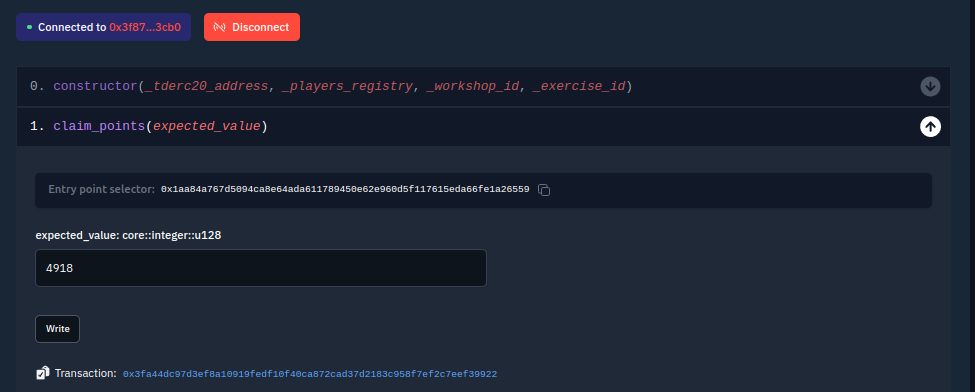 Connected to 0x3f87...3cb0 Disconnect
0. constructor(_tderc20_address, _players_registry, _workshop_id, _exercise_id)
1. claim_points(expected_value)
Entry point selector: 0x1aa84a767d5094ca8e64ada611789450e62e960d5f117615eda66fe1a26559
expected_value: core::integer::u128
4918
Write
Transaction: 0x3fa44dc97d3ef8a10919fedf10f40ca872cad37d2183c958f7ef2c7eef39922